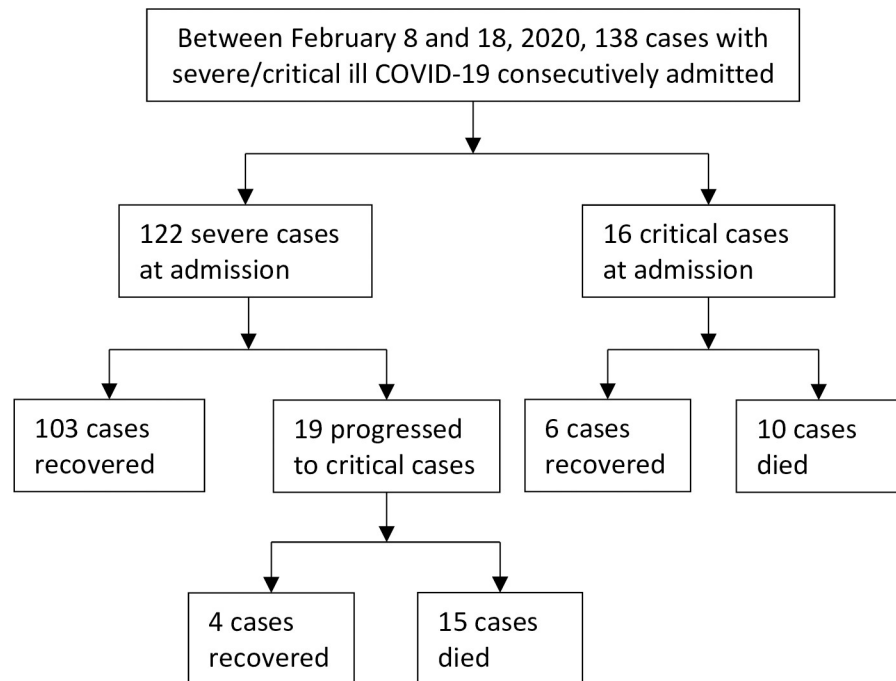 Between February 8 and 18, 2020, 138 cases with
severe/critical ill COVID-19 consecutively admitted
122 severe cases
at admission
16 critical cases
at admission
103 cases
recovered
19 progressed
to critical cases
6 cases
recovered
10 cases
died
4 cases
recovered
15 cases
died